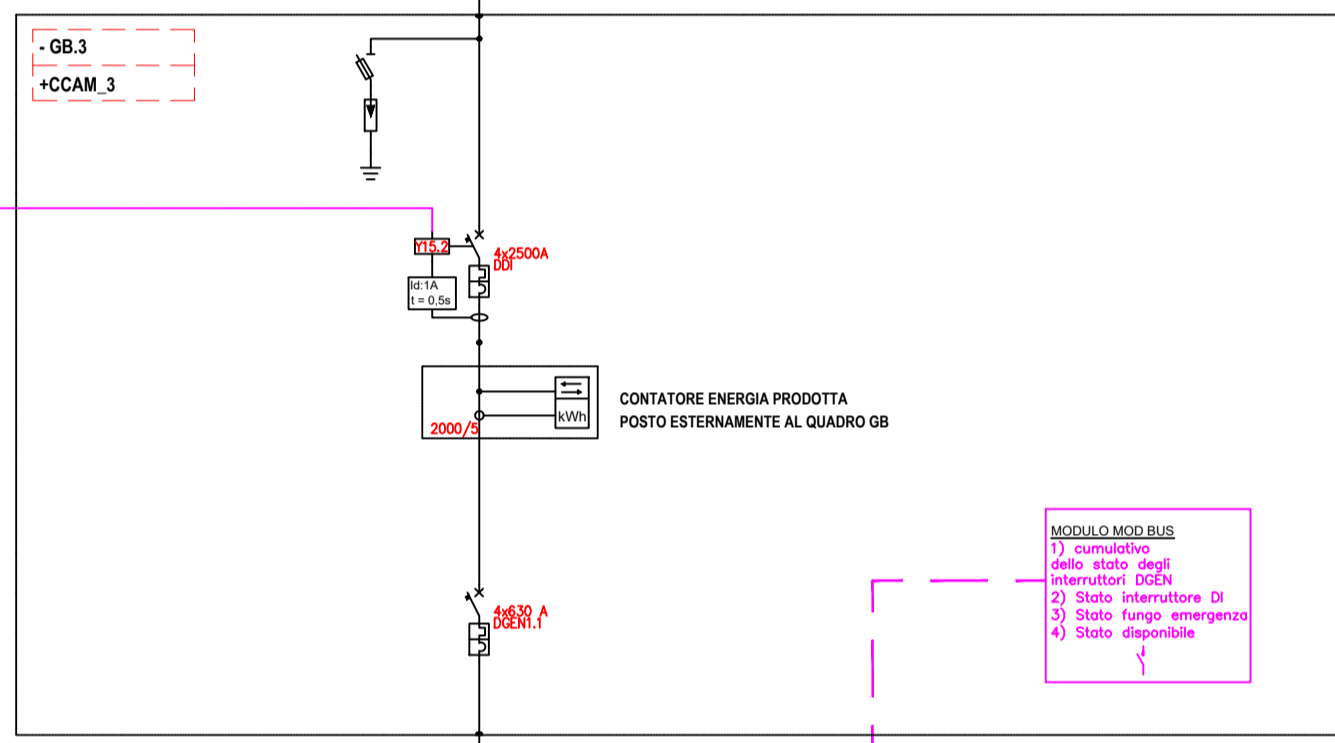 - GB.3
+CCAM_3
Y15.2
4x2500A
DDI
Id:1A
t = 0,5s
kWh
2000/5
CONTATORE ENERGIA PRODOTTA
POSTO ESTERNAMENTE AL QUADRO GB
4x630 A
DGEN1.1
MODULO MOD BUS
1) cumulativo
dello stato degli
interruttori DGEN
2) Stato interruttore DI
3) Stato fungo emergenza
4) Stato disponibile